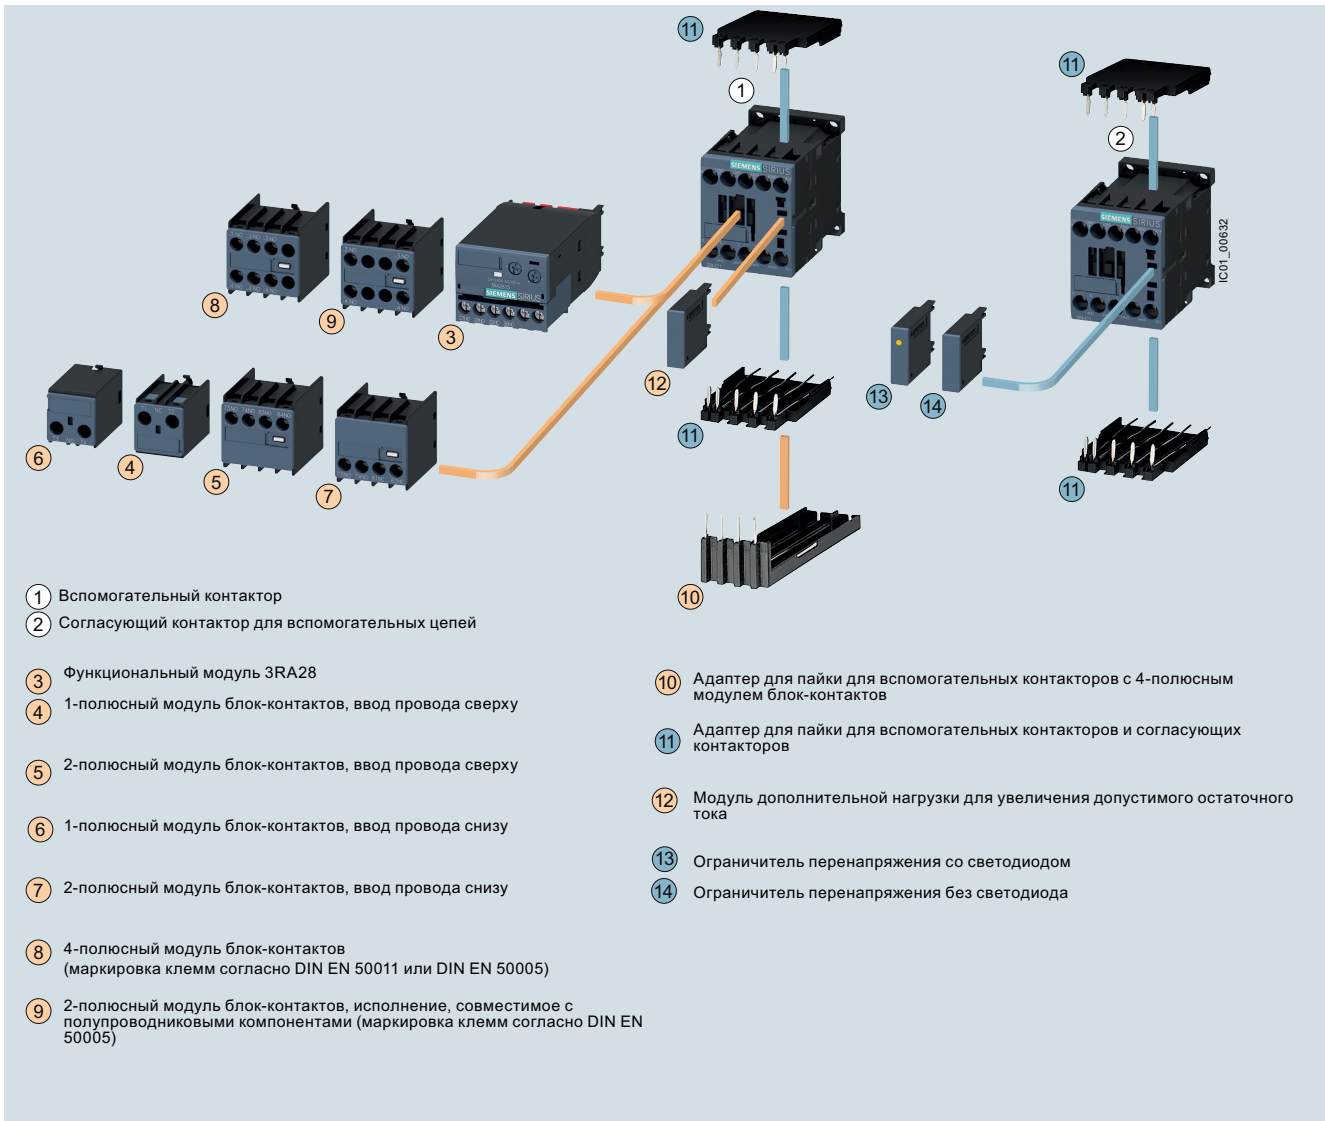 11
1
11
2
SIEMENS SIRIUS
SIEMENS SIRIUS
IC01_00632
SIEMENS SIRIUS
8
9
3
12
13
14
11
11
6
4
5
7
10
1 Вспомогательный контактор
2 Согласующий контактор для вспомогательных цепей
3 Функциональный модуль 3RA28
4 1-полюсный модуль блок-контактов, ввод провода сверху
5 2-полюсный модуль блок-контактов, ввод провода сверху
6 1-полюсный модуль блок-контактов, ввод провода снизу
7 2-полюсный модуль блок-контактов, ввод провода снизу
8 4-полюсный модуль блок-контактов
(маркировка клемм согласно DIN EN 50011 или DIN EN 50005)
9 2-полюсный модуль блок-контактов, исполнение, совместимое с
полупроводниковыми компонентами (маркировка клемм согласно DIN EN
50005)
10 Адаптер для пайки для вспомогательных контакторов с 4-полюсным
модулем блок-контактов
11 Адаптер для пайки для вспомогательных контакторов и согласующих
контакторов
12 Модуль дополнительной нагрузки для увеличения допустимого остаточного
тока
13 Ограничитель перенапряжения со светодиодом
14 Ограничитель перенапряжения без светодиода